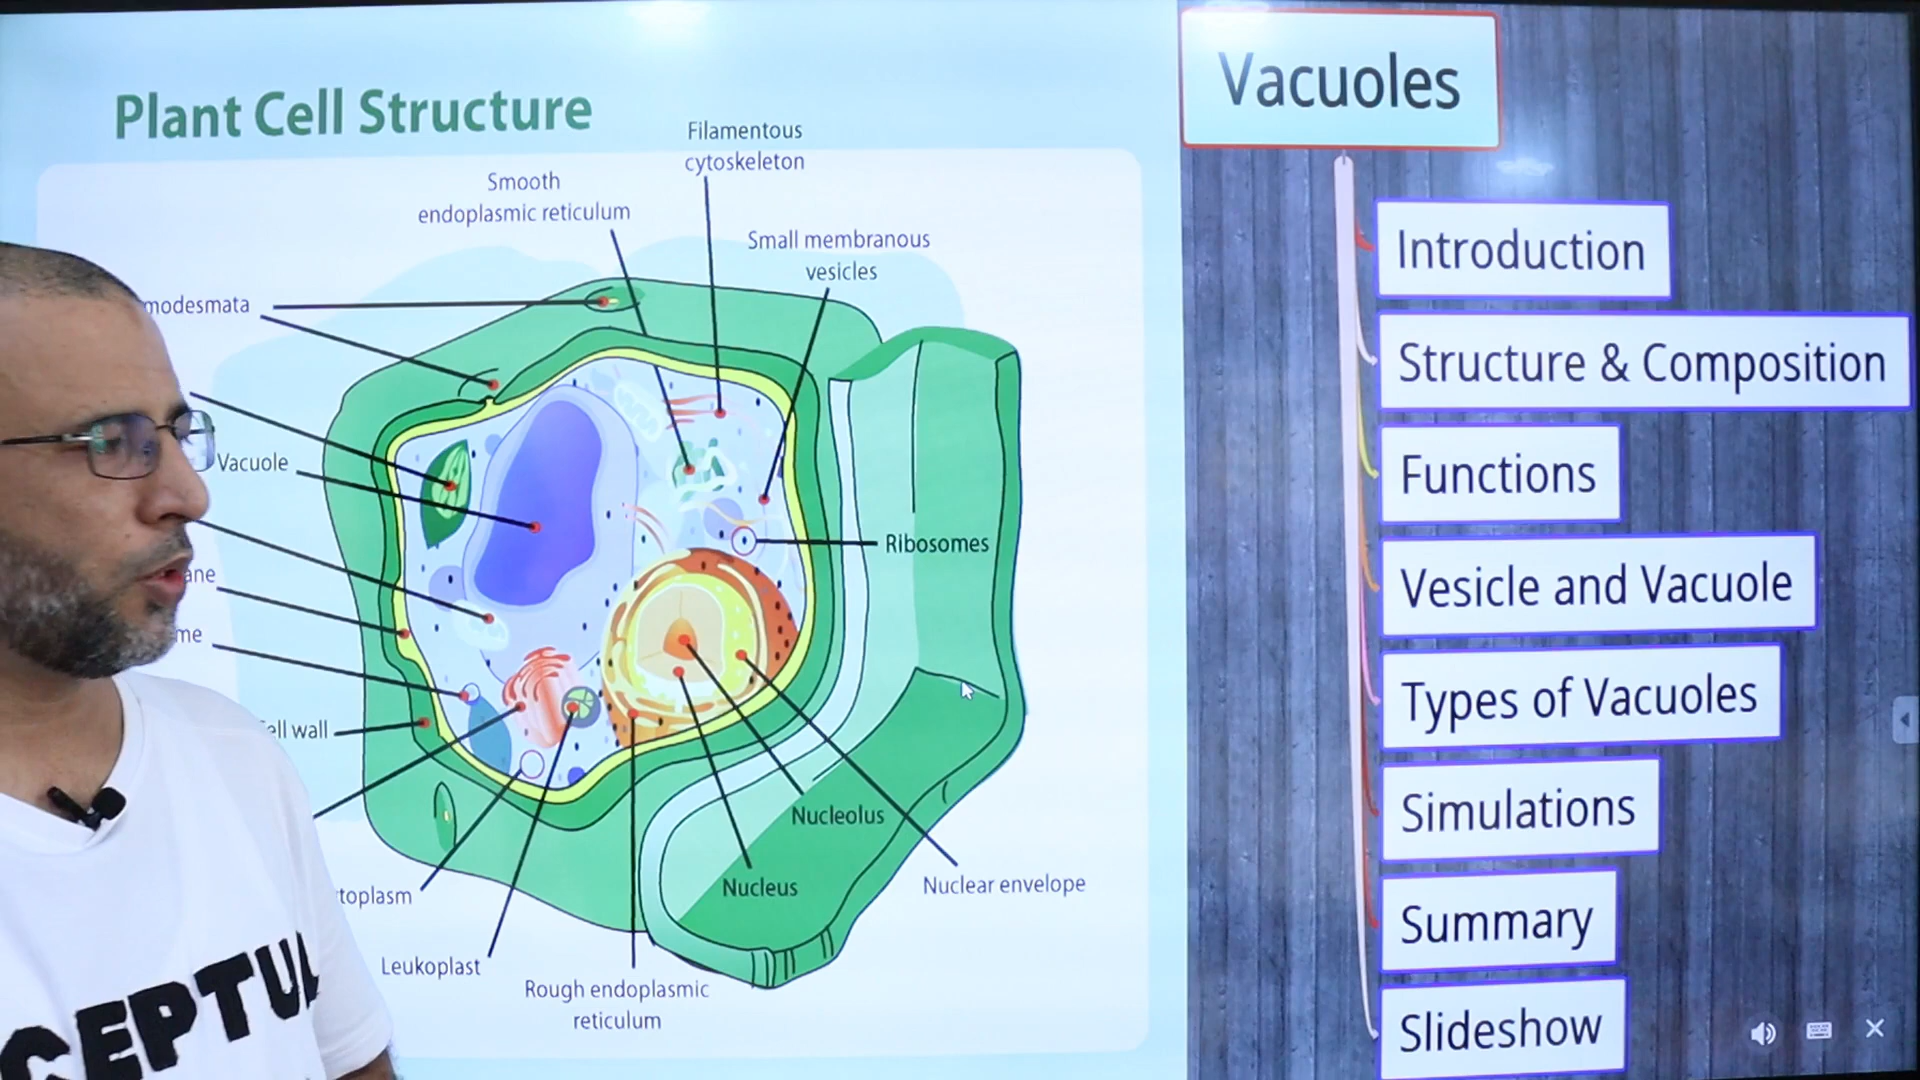 Plant Cell Structure
Filamentous
cytoskeleton
Smooth
endoplasmic reticulum
Small membranous
vesicles
modesmata
Vacuole
Ribosomes
ane
me
ell wall
Nucleolus
Nucleus
Nuclear envelope
toplasm
Leukoplast
Rough endoplasmic
reticulum
Vacuoles
Introduction
Structure & Composition
Functions
Vesicle and Vacuole
Types of Vacuoles
Simulations
Summary
Slideshow
CEPTUA